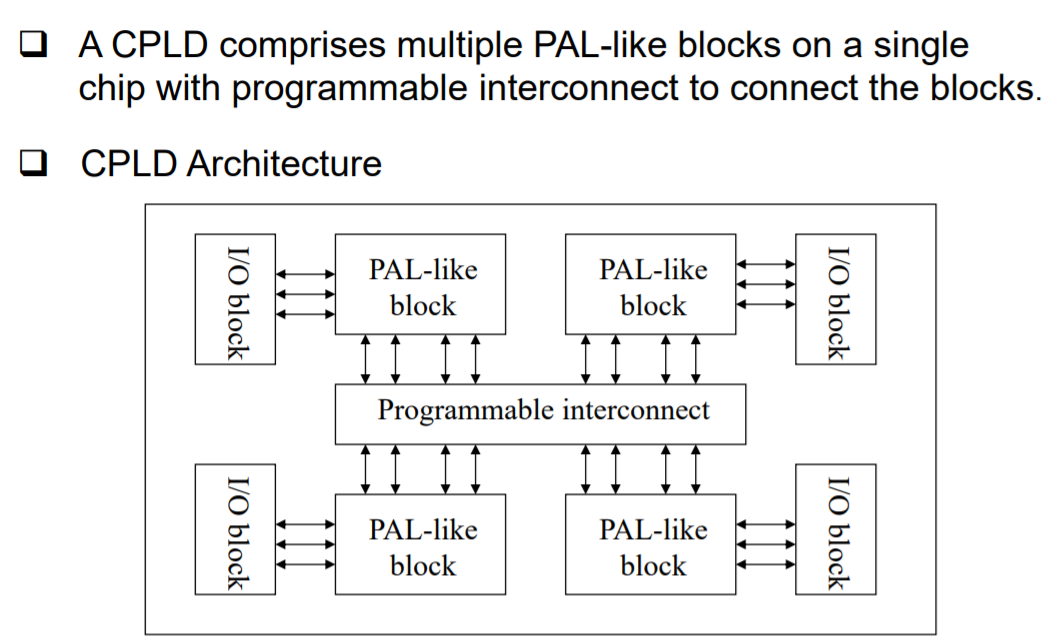 A CPLD comprises multiple PAL-like blocks on a single
chip with programmable interconnect to connect the blocks.
CPLD Architecture
I/O block
PAL-like
block
PAL-like
block
I/O block
Programmable interconnect
I/O block
PAL-like
block
PAL-like
block
I/O block